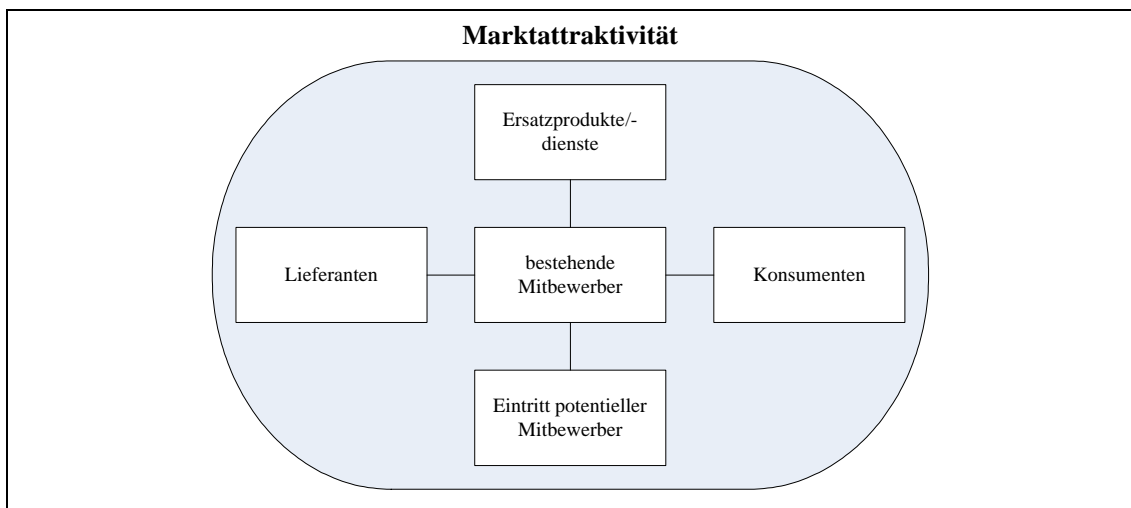 Marktattraktivität
Ersatzprodukte/-
dienste
Lieferanten
bestehende
Mitbewerber
Konsumenten
Eintritt potentieller
Mitbewerber